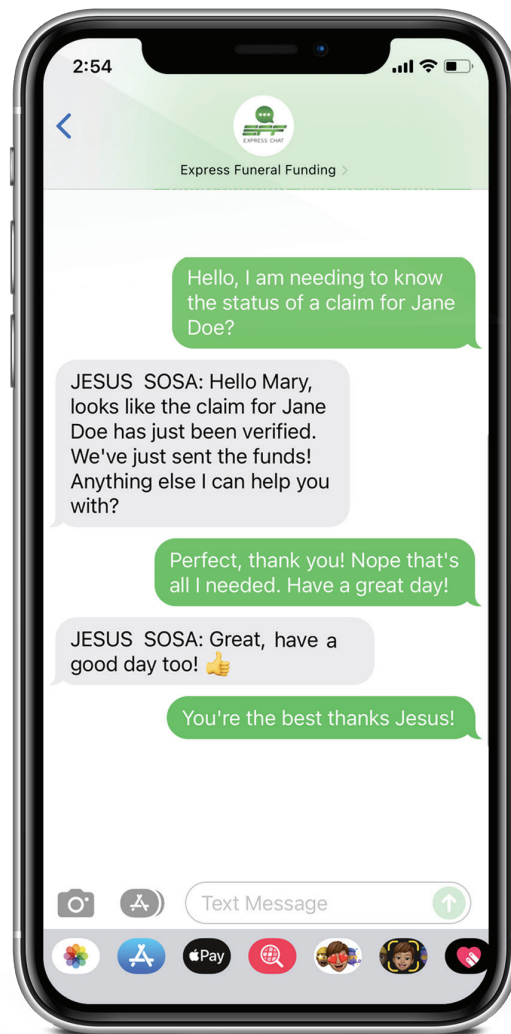 2:54
EFF
EXPRESS CHAT
Express Funeral Funding
Hello, I am needing to know
the status of a claim for Jane
Doe?
JESUS SOSA: Hello Mary,
looks like the claim for Jane
Doe has just been verified.
We've just sent the funds!
Anything else I can help you
with?
Perfect, thank you! Nope that's
all I needed. Have a great day!
JESUS SOSA: Great, have a
good day too! 👍
You're the best thanks Jesus!
Text Message
Pay